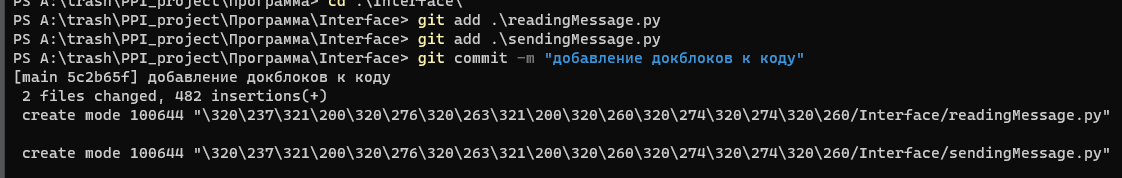 PS A:\trash\PPI_project\Программа> cd .\Interface\
PS A:\trash\PPI_project\Программа\Interface> git add .\readingMessage.py
PS A:\trash\PPI_project\Программа\Interface> git add .\sendingMessage.py
PS A:\trash\PPI_project\Программа\Interface> git commit -m "добавление докблоков к коду"
[main 5c2b65f] добавление докблоков к коду
 2 files changed, 482 insertions(+)
 create mode 100644 "\320\237\321\200\320\276\320\263\321\200\320\260\320\274\320\274\320\260/Interface/readingMessage.py"
 create mode 100644 "\320\237\321\200\320\276\320\263\321\200\320\260\320\274\320\274\320\260/Interface/sendingMessage.py"